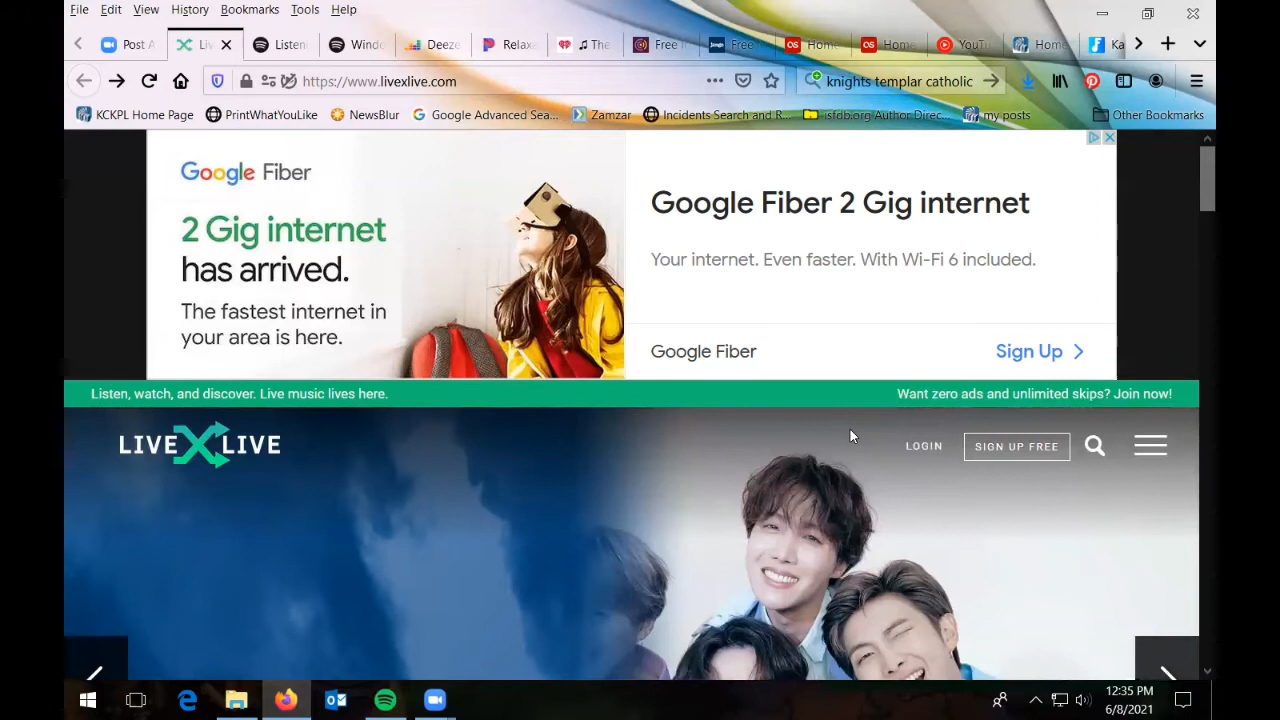 File Edit View History Bookmarks Tools Help
Post A Liv Listen Windo Deeze Relaxa The Free Free Home Home YouTu Home Ka
https://www.livexlive.com knights templar catholic
KCKPL Home Page PrintWhatYouLike NewsBlur Google Advanced Sea... Zamzar Incidents Search and R... isfdb.org Author Direc... my posts Other Bookmarks
Google Fiber
2 Gig internet
has arrived.
The fastest internet in
your area is here.
Google Fiber 2 Gig internet
Your internet. Even faster. With Wi-Fi 6 included.
Google Fiber Sign Up
Listen, watch, and discover. Live music lives here. Want zero ads and unlimited skips? Join now!
LIVE X LIVE LOGIN SIGN UP FREE
12:35 PM
6/8/2021